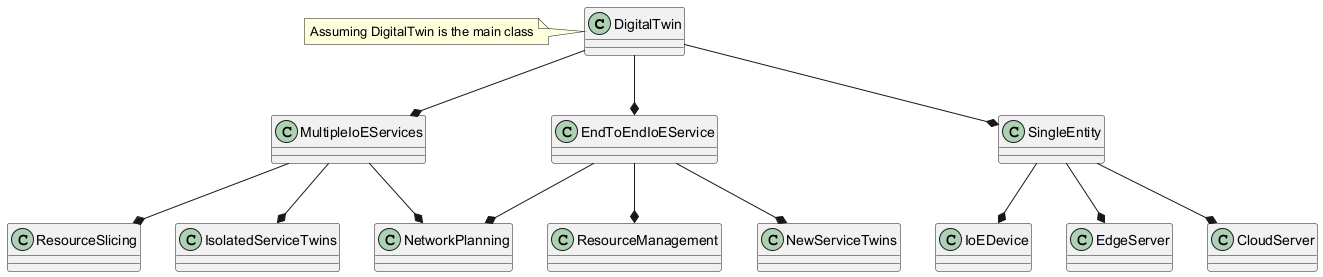 Assuming DigitalTwin is the main class
C DigitalTwin
C MultipleIoEServices
C EndToEndIoEService
C SingleEntity
C ResourceSlicing
C IsolatedServiceTwins
C NetworkPlanning
C ResourceManagement
C NewServiceTwins
C IoEDevice
C EdgeServer
C CloudServer